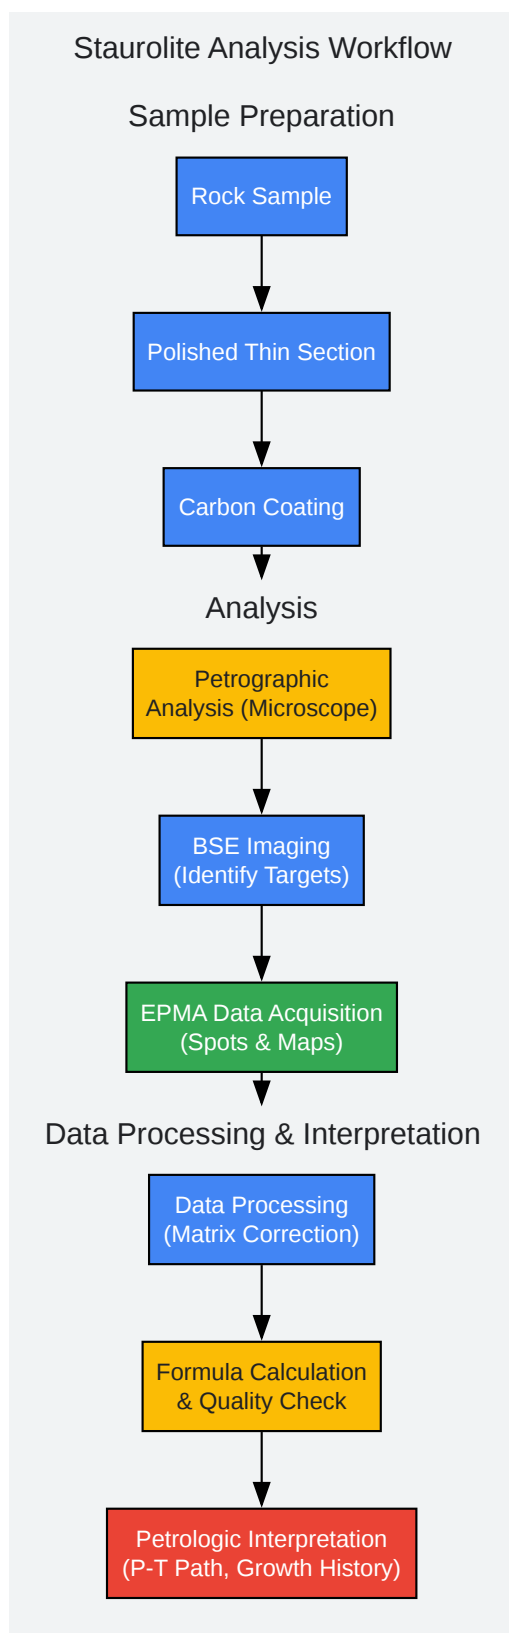 Staurolite Analysis Workflow
Sample Preparation
Rock Sample
Polished Thin Section
Carbon Coating
Analysis
Petrographic
Analysis (Microscope)
BSE Imaging
(Identify Targets)
EPMA Data Acquisition
(Spots & Maps)
Data Processing & Interpretation
Data Processing
(Matrix Correction)
Formula Calculation
& Quality Check
Petrologic Interpretation
(P-T Path, Growth History)